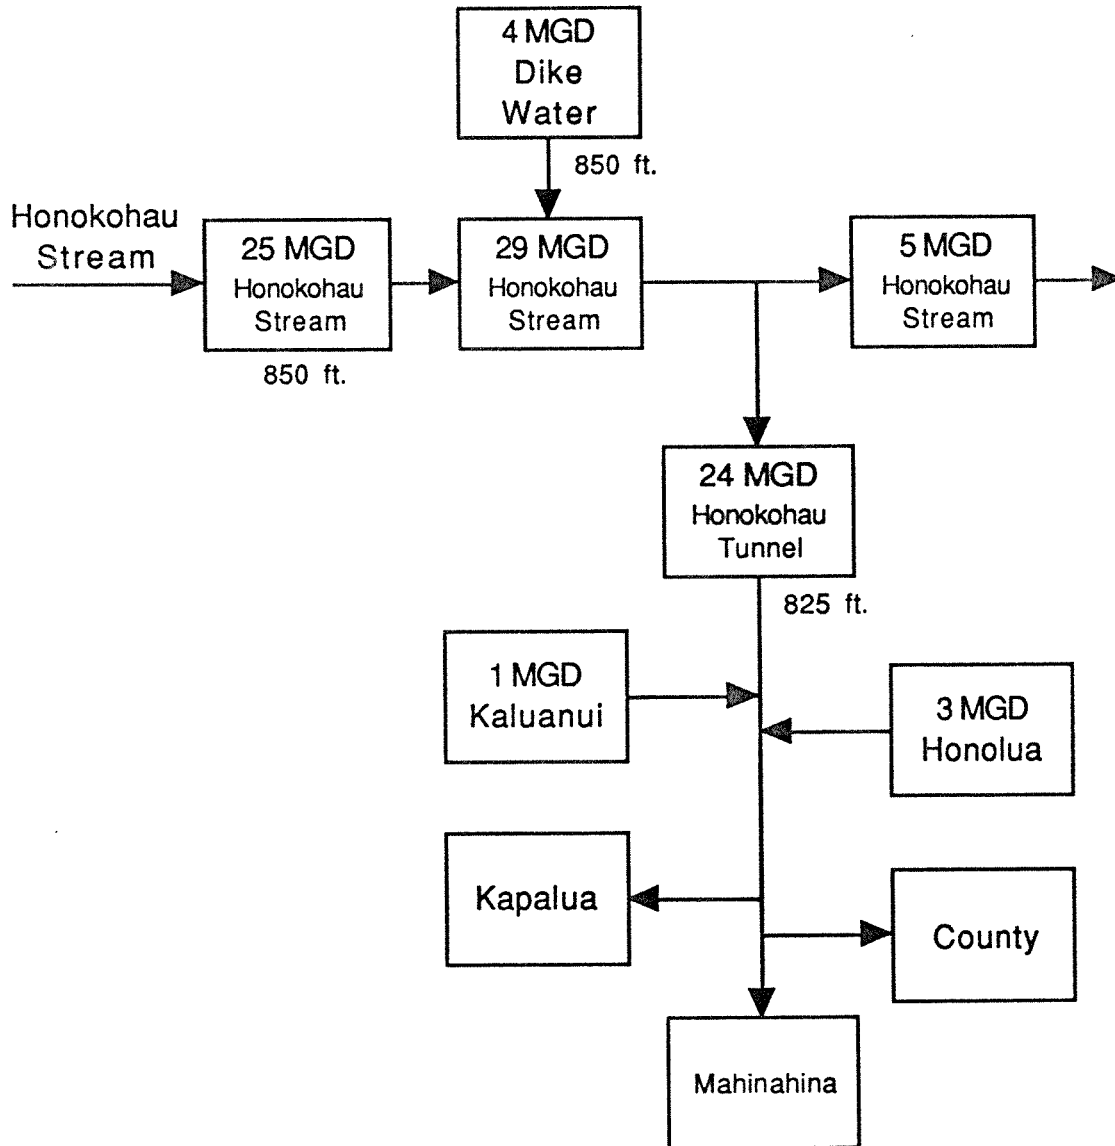 4 MGD
Dike
Water
850 ft.
Honokohau
Stream
25 MGD
Honokohau
Stream
850 ft.
29 MGD
Honokohau
Stream
5 MGD
Honokohau
Stream
24 MGD
Honokohau
Tunnel
825 ft.
1 MGD
Kaluanui
3 MGD
Honolua
Kapalua
County
Mahinahina